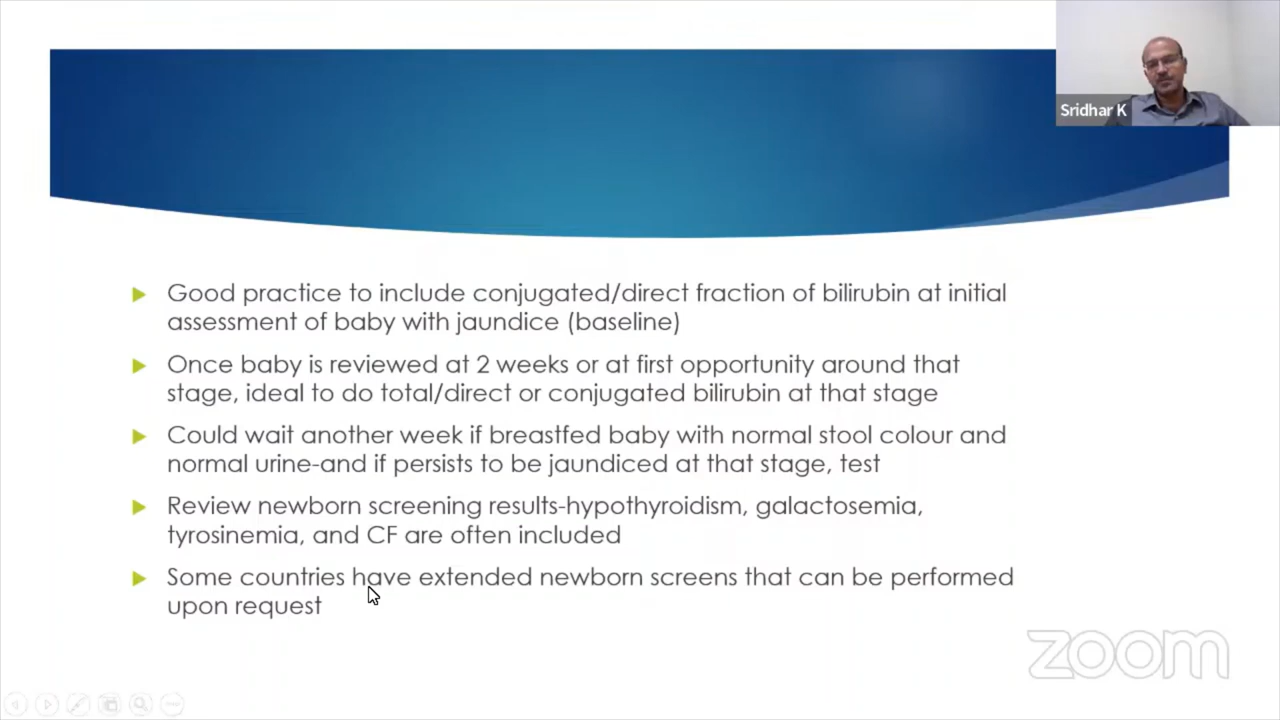 Sridhar K
Good practice to include conjugated/direct fraction of bilirubin at initial
assessment of baby with jaundice (baseline)
Once baby is reviewed at 2 weeks or at first opportunity around that
stage, ideal to do total/direct or conjugated bilirubin at that stage
Could wait another week if breastfed baby with normal stool colour and
normal urine-and if persists to be jaundiced at that stage, test
Review newborn screening results-hypothyroidism, galactosemia,
tyrosinemia, and CF are often included
Some countries have extended newborn screens that can be performed
upon request
zoom